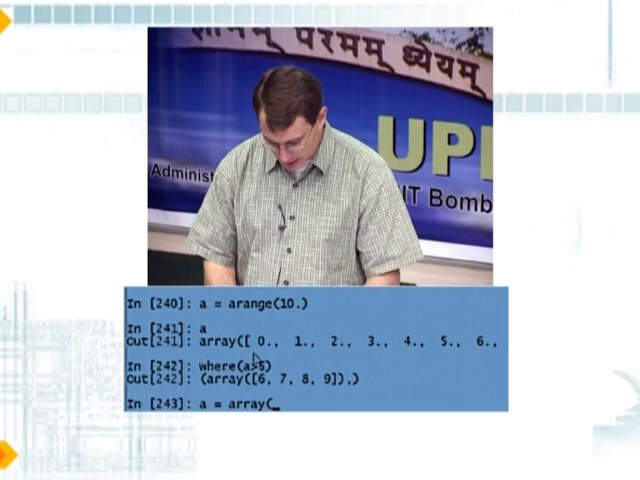 परमम् ध्येयम्
UPI
Administ
IIT Bomb
In [240]: a = arange(10.)
In [241]: a
Out[241]: array([ 0., 1., 2., 3., 4., 5., 6.,
In [242]: where(a>5)
Out[242]: (array([6, 7, 8, 9]),)
In [243]: a = array(_